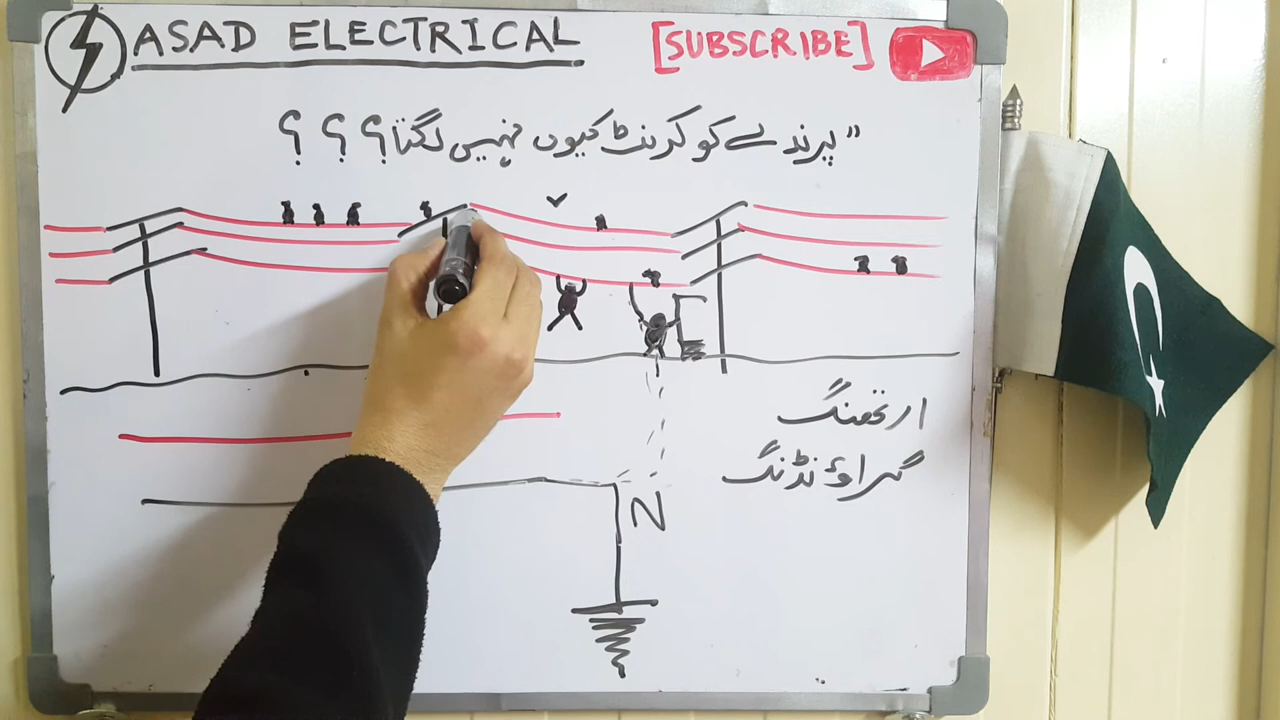 ASAD ELECTRICAL
[SUBSCRIBE]
"پرندے کو کرنٹ کیوں نہیں لگتا؟ ؟ ؟
ارتھنگ
گراؤنڈنگ
N